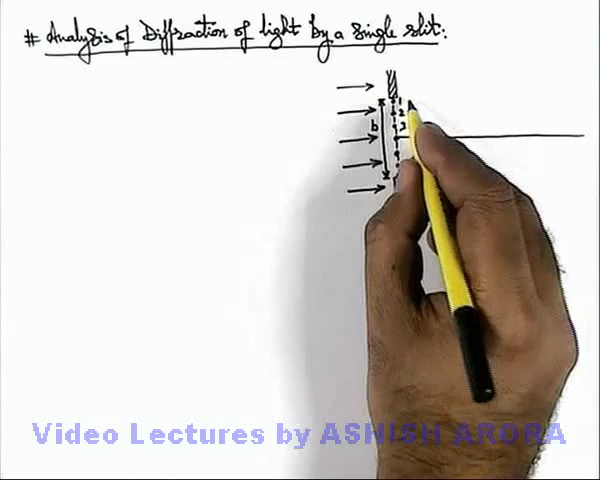 # Analysis of Diffraction of light by a single slit:
1
2
b
3
Video Lectures by ASHISH ARORA